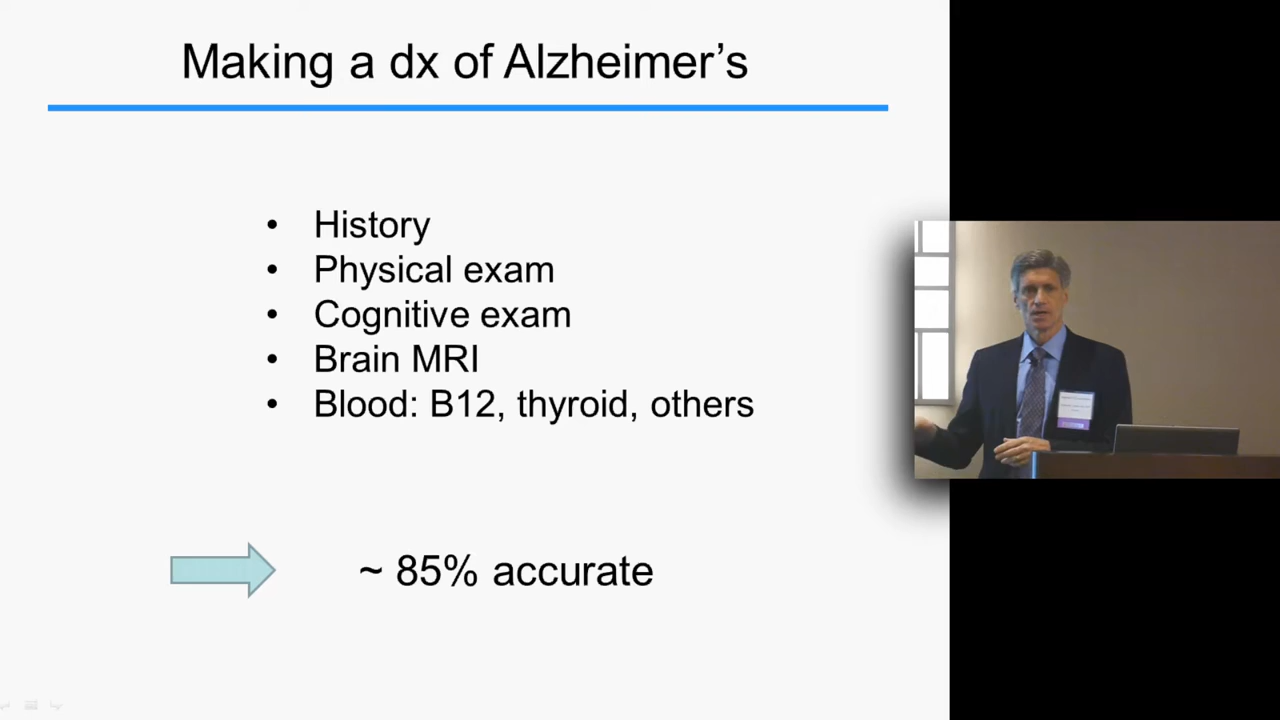 Making a dx of Alzheimer’s
• History
• Physical exam
• Cognitive exam
• Brain MRI
• Blood: B12, thyroid, others
~ 85% accurate